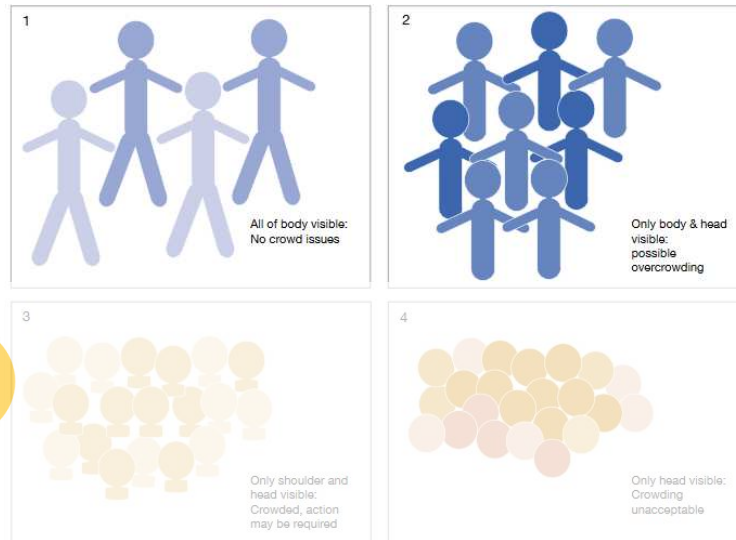 1
All of body visible:
No crowd issues
2
Only body & head
visible:
possible
overcrowding
3
Only shoulder and
head visible:
Crowded, action
may be required
4
Only head visible:
Crowding
unacceptable